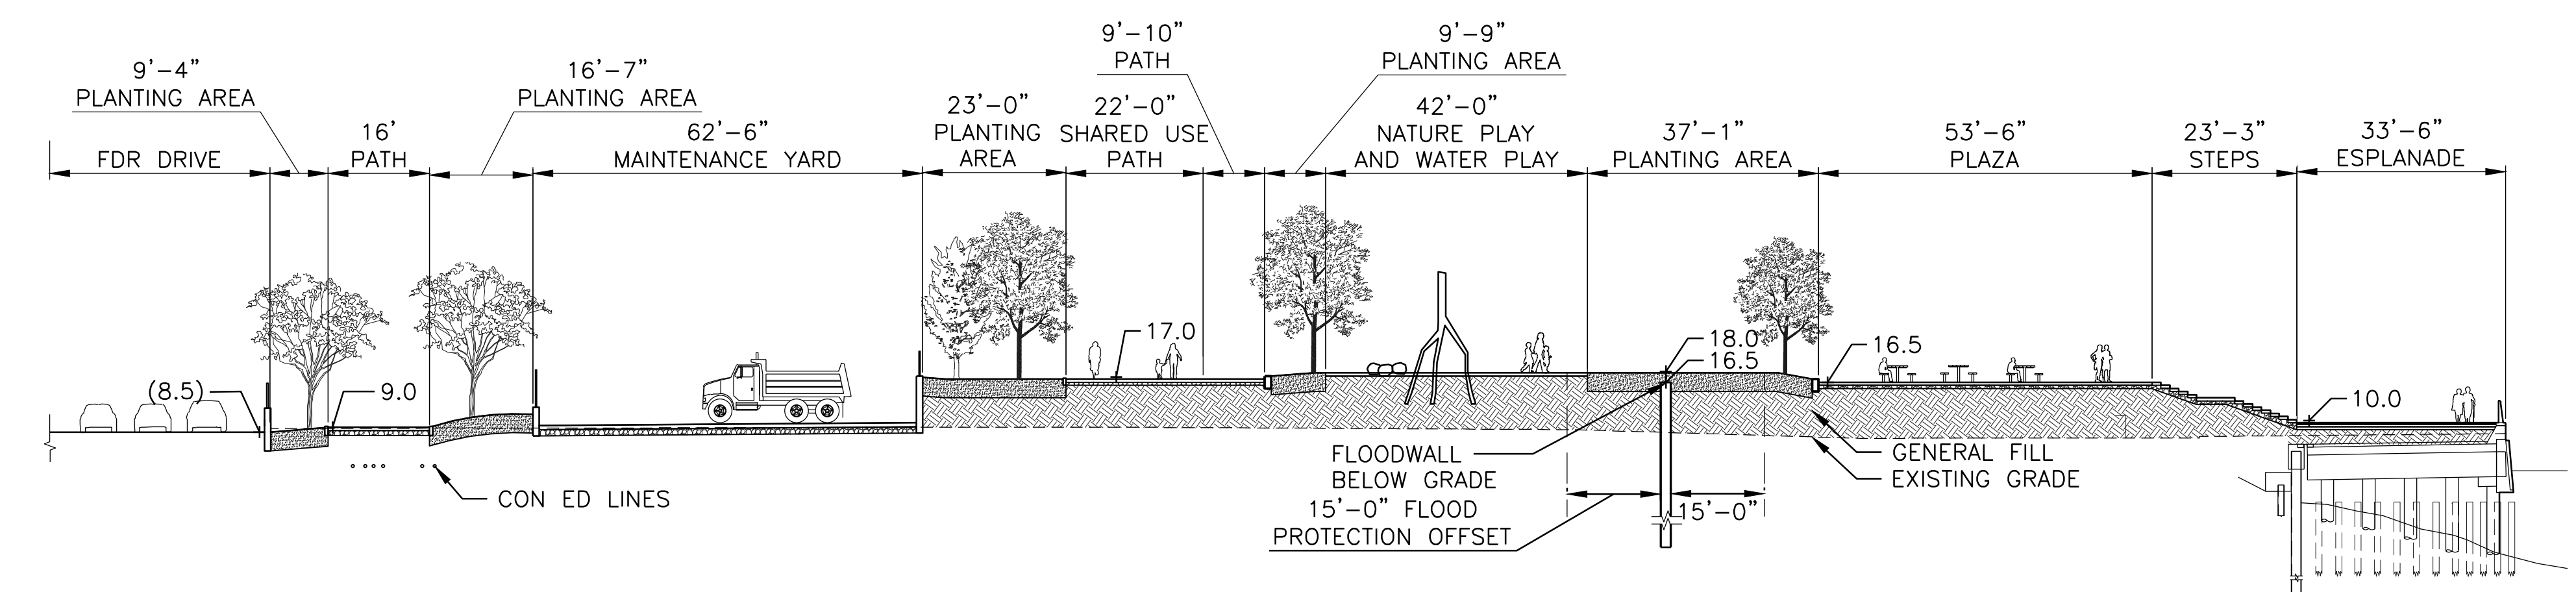 9'-4"
PLANTING AREA
FDR DRIVE
16'
PATH
16'-7"
PLANTING AREA
62'-6"
MAINTENANCE YARD
23'-0"
PLANTING
AREA
22'-0"
SHARED USE
PATH
9'-10"
PATH
9'-9"
PLANTING AREA
42'-0"
NATURE PLAY
AND WATER PLAY
37'-1"
PLANTING AREA
53'-6"
PLAZA
23'-3"
STEPS
33'-6"
ESPLANADE
(8.5)
9.0
17.0
18.0
16.5
16.5
10.0
CON ED LINES
FLOODWALL
BELOW GRADE
15'-0" FLOOD
PROTECTION OFFSET
15'-0"
GENERAL FILL
EXISTING GRADE